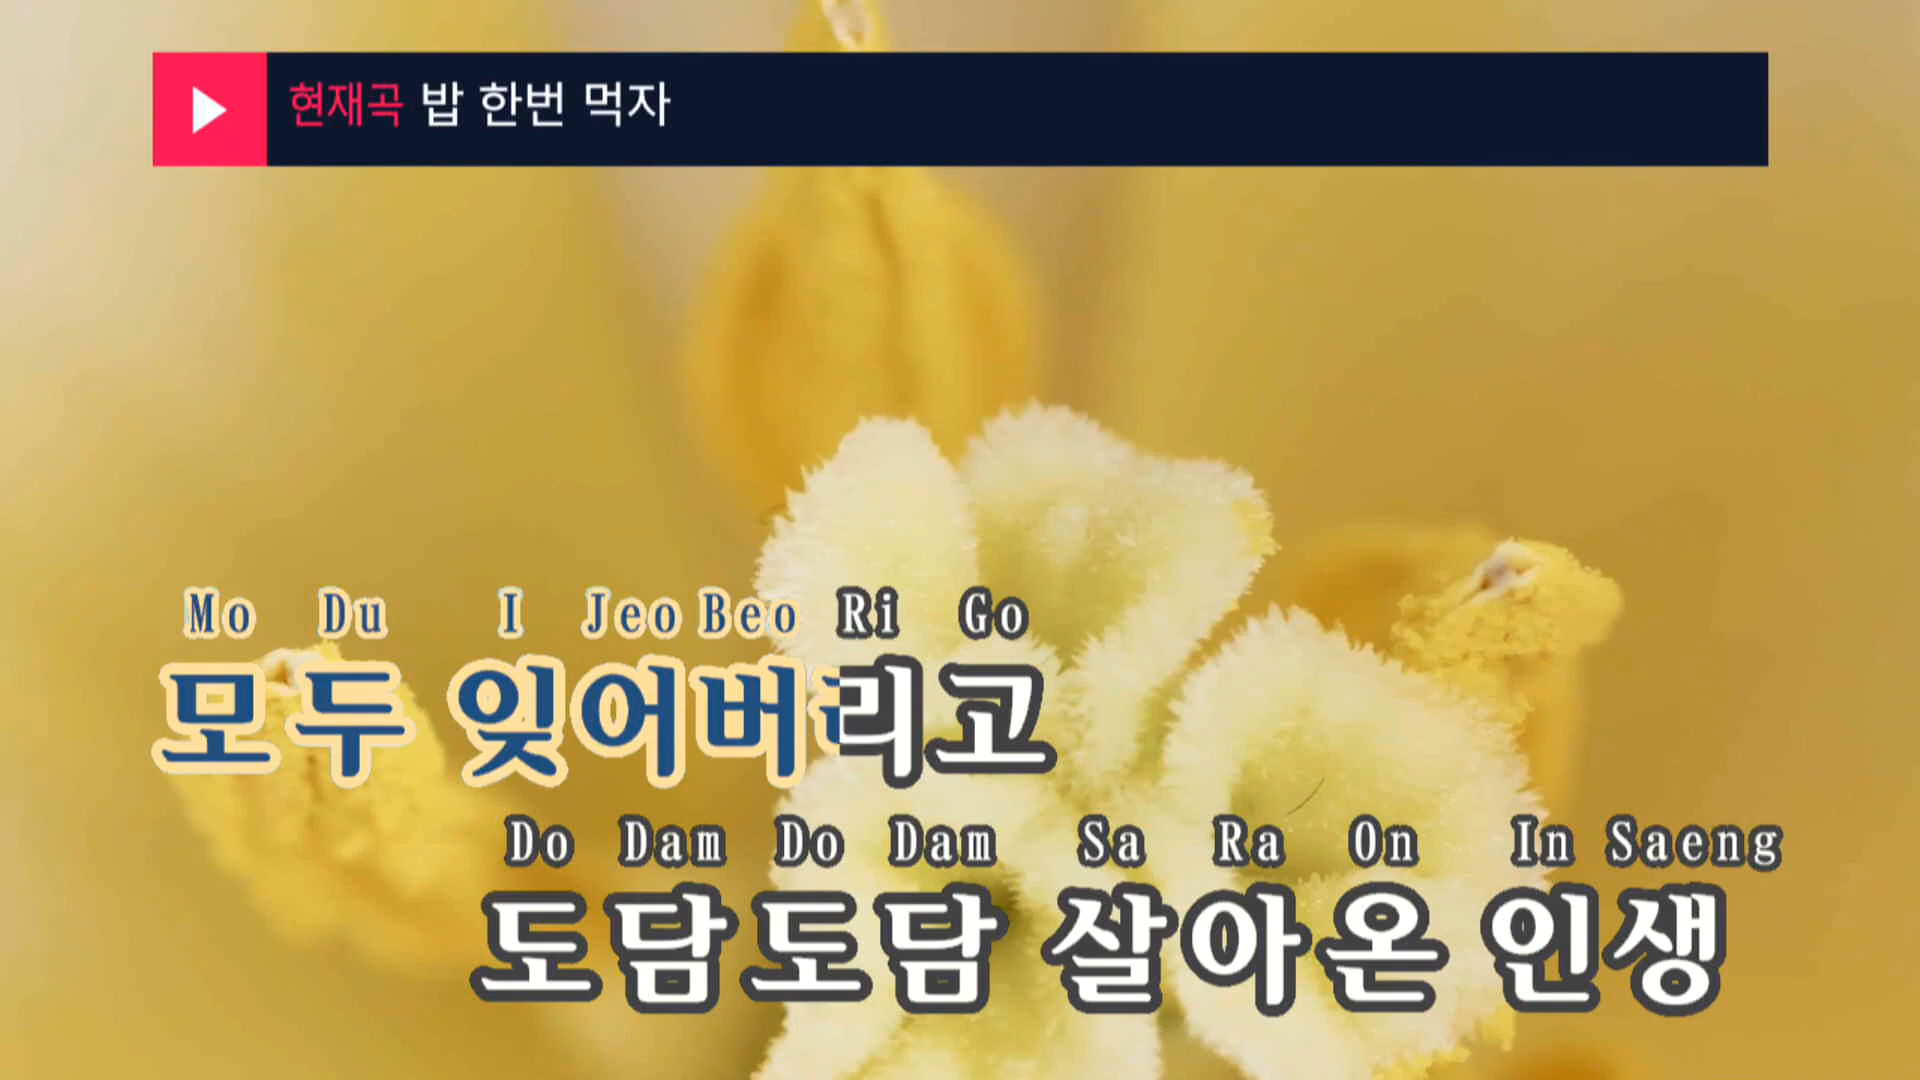 현재곡 밥 한번 먹자
Mo Du I Jeo Beo Ri Go
모두 잊어버리고
Do Dam Do Dam Sa Ra On In Saeng
도담도담 살아온 인생